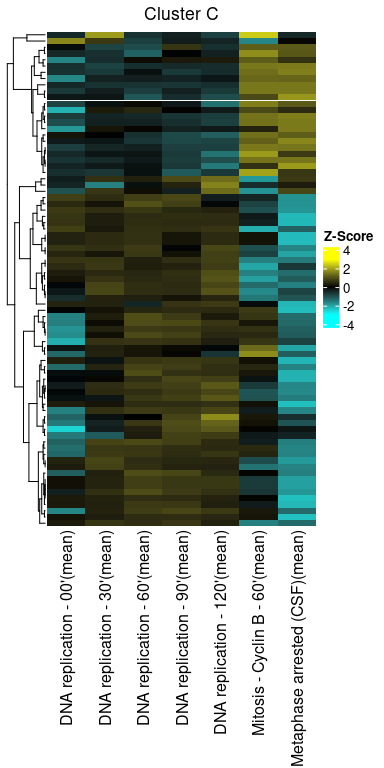 Cluster C
Z-Score
4
2
0
-2
-4
DNA replication - 00'(mean)
DNA replication - 30'(mean)
DNA replication - 60'(mean)
DNA replication - 90'(mean)
DNA replication - 120'(mean)
Mitosis - Cyclin B - 60'(mean)
Metaphase arrested (CSF)(mean)